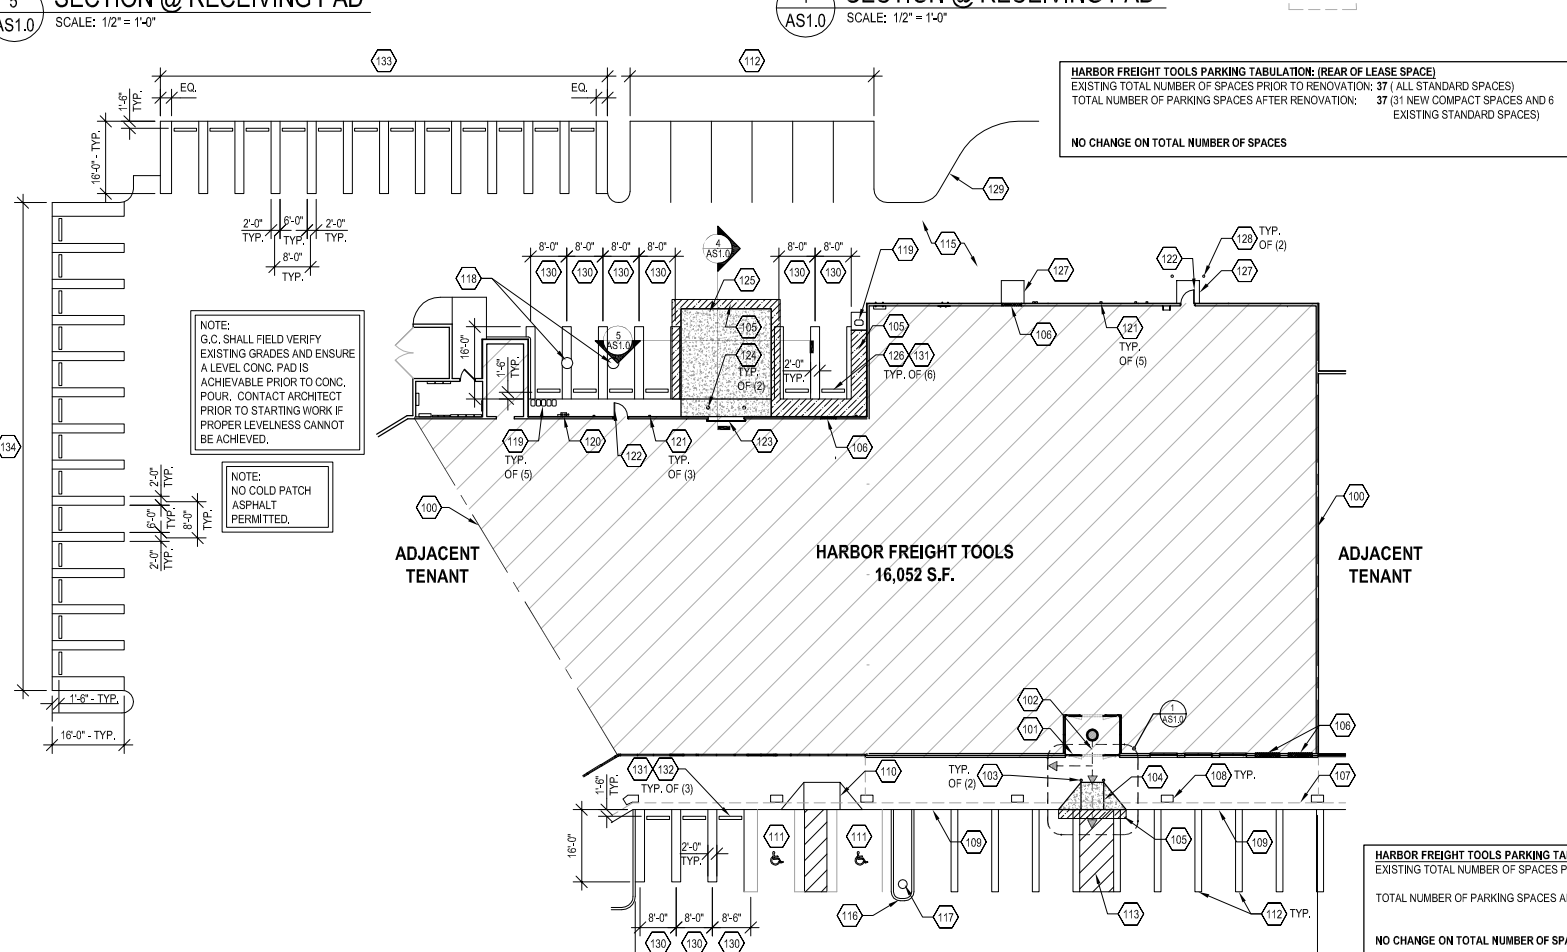 5
AS1.0
SECTION @ RECEIVING PAD
SCALE: 1/2" = 1'-0"
AS1.0
SECTION @ RECEIVING PAD
SCALE: 1/2" = 1'-0"
133
112
HARBOR FREIGHT TOOLS PARKING TABULATION: (REAR OF LEASE SPACE)
EXISTING TOTAL NUMBER OF SPACES PRIOR TO RENOVATION: 37 ( ALL STANDARD SPACES)
TOTAL NUMBER OF PARKING SPACES AFTER RENOVATION: 37 (31 NEW COMPACT SPACES AND 6
EXISTING STANDARD SPACES)
NO CHANGE ON TOTAL NUMBER OF SPACES
EQ.
EQ.
1'-6"
TYP.
16'-0" - TYP.
129
2'-0"
TYP.
6'-0"
TYP.
2'-0"
TYP.
8'-0"
TYP.
8'-0"
8'-0"
8'-0"
8'-0"
130
130
130
130
4
AS1.0
8'-0"
8'-0"
130
130
119
115
122
128
TYP.
OF (2)
127
127
118
125
105
105
106
121
TYP.
OF (5)
NOTE:
G.C. SHALL FIELD VERIFY
EXISTING GRADES AND ENSURE
A LEVEL CONC. PAD IS
ACHIEVABLE PRIOR TO CONC.
POUR. CONTACT ARCHITECT
PRIOR TO STARTING WORK IF
PROPER LEVELNESS CANNOT
BE ACHIEVED.
16'-0"
1'-6"
TYP.
5
AS1.0
124
TYP.
OF (2)
2'-0"
TYP.
126
131
TYP. OF (6)
134
119
TYP.
OF (5)
120
122
121
TYP.
OF (3)
123
106
NOTE:
NO COLD PATCH
ASPHALT
PERMITTED.
2'-0"
TYP.
6'-0"
TYP.
8'-0"
TYP.
2'-0"
TYP.
100
100
ADJACENT
TENANT
HARBOR FREIGHT TOOLS
16,052 S.F.
ADJACENT
TENANT
1'-6" - TYP.
16'-0" - TYP.
102
101
1
AS1.0
106
131
132
TYP. OF (3)
1'-6"
TYP.
110
TYP.
OF (2)
103
104
108
TYP.
107
16'-0"
2'-0"
TYP.
111
111
109
105
109
HARBOR FREIGHT TOOLS PARKING TA
EXISTING TOTAL NUMBER OF SPACES P
TOTAL NUMBER OF PARKING SPACES A
NO CHANGE ON TOTAL NUMBER OF SPA
116
117
113
112
TYP.
8'-0"
8'-0"
8'-6"
130
130
130